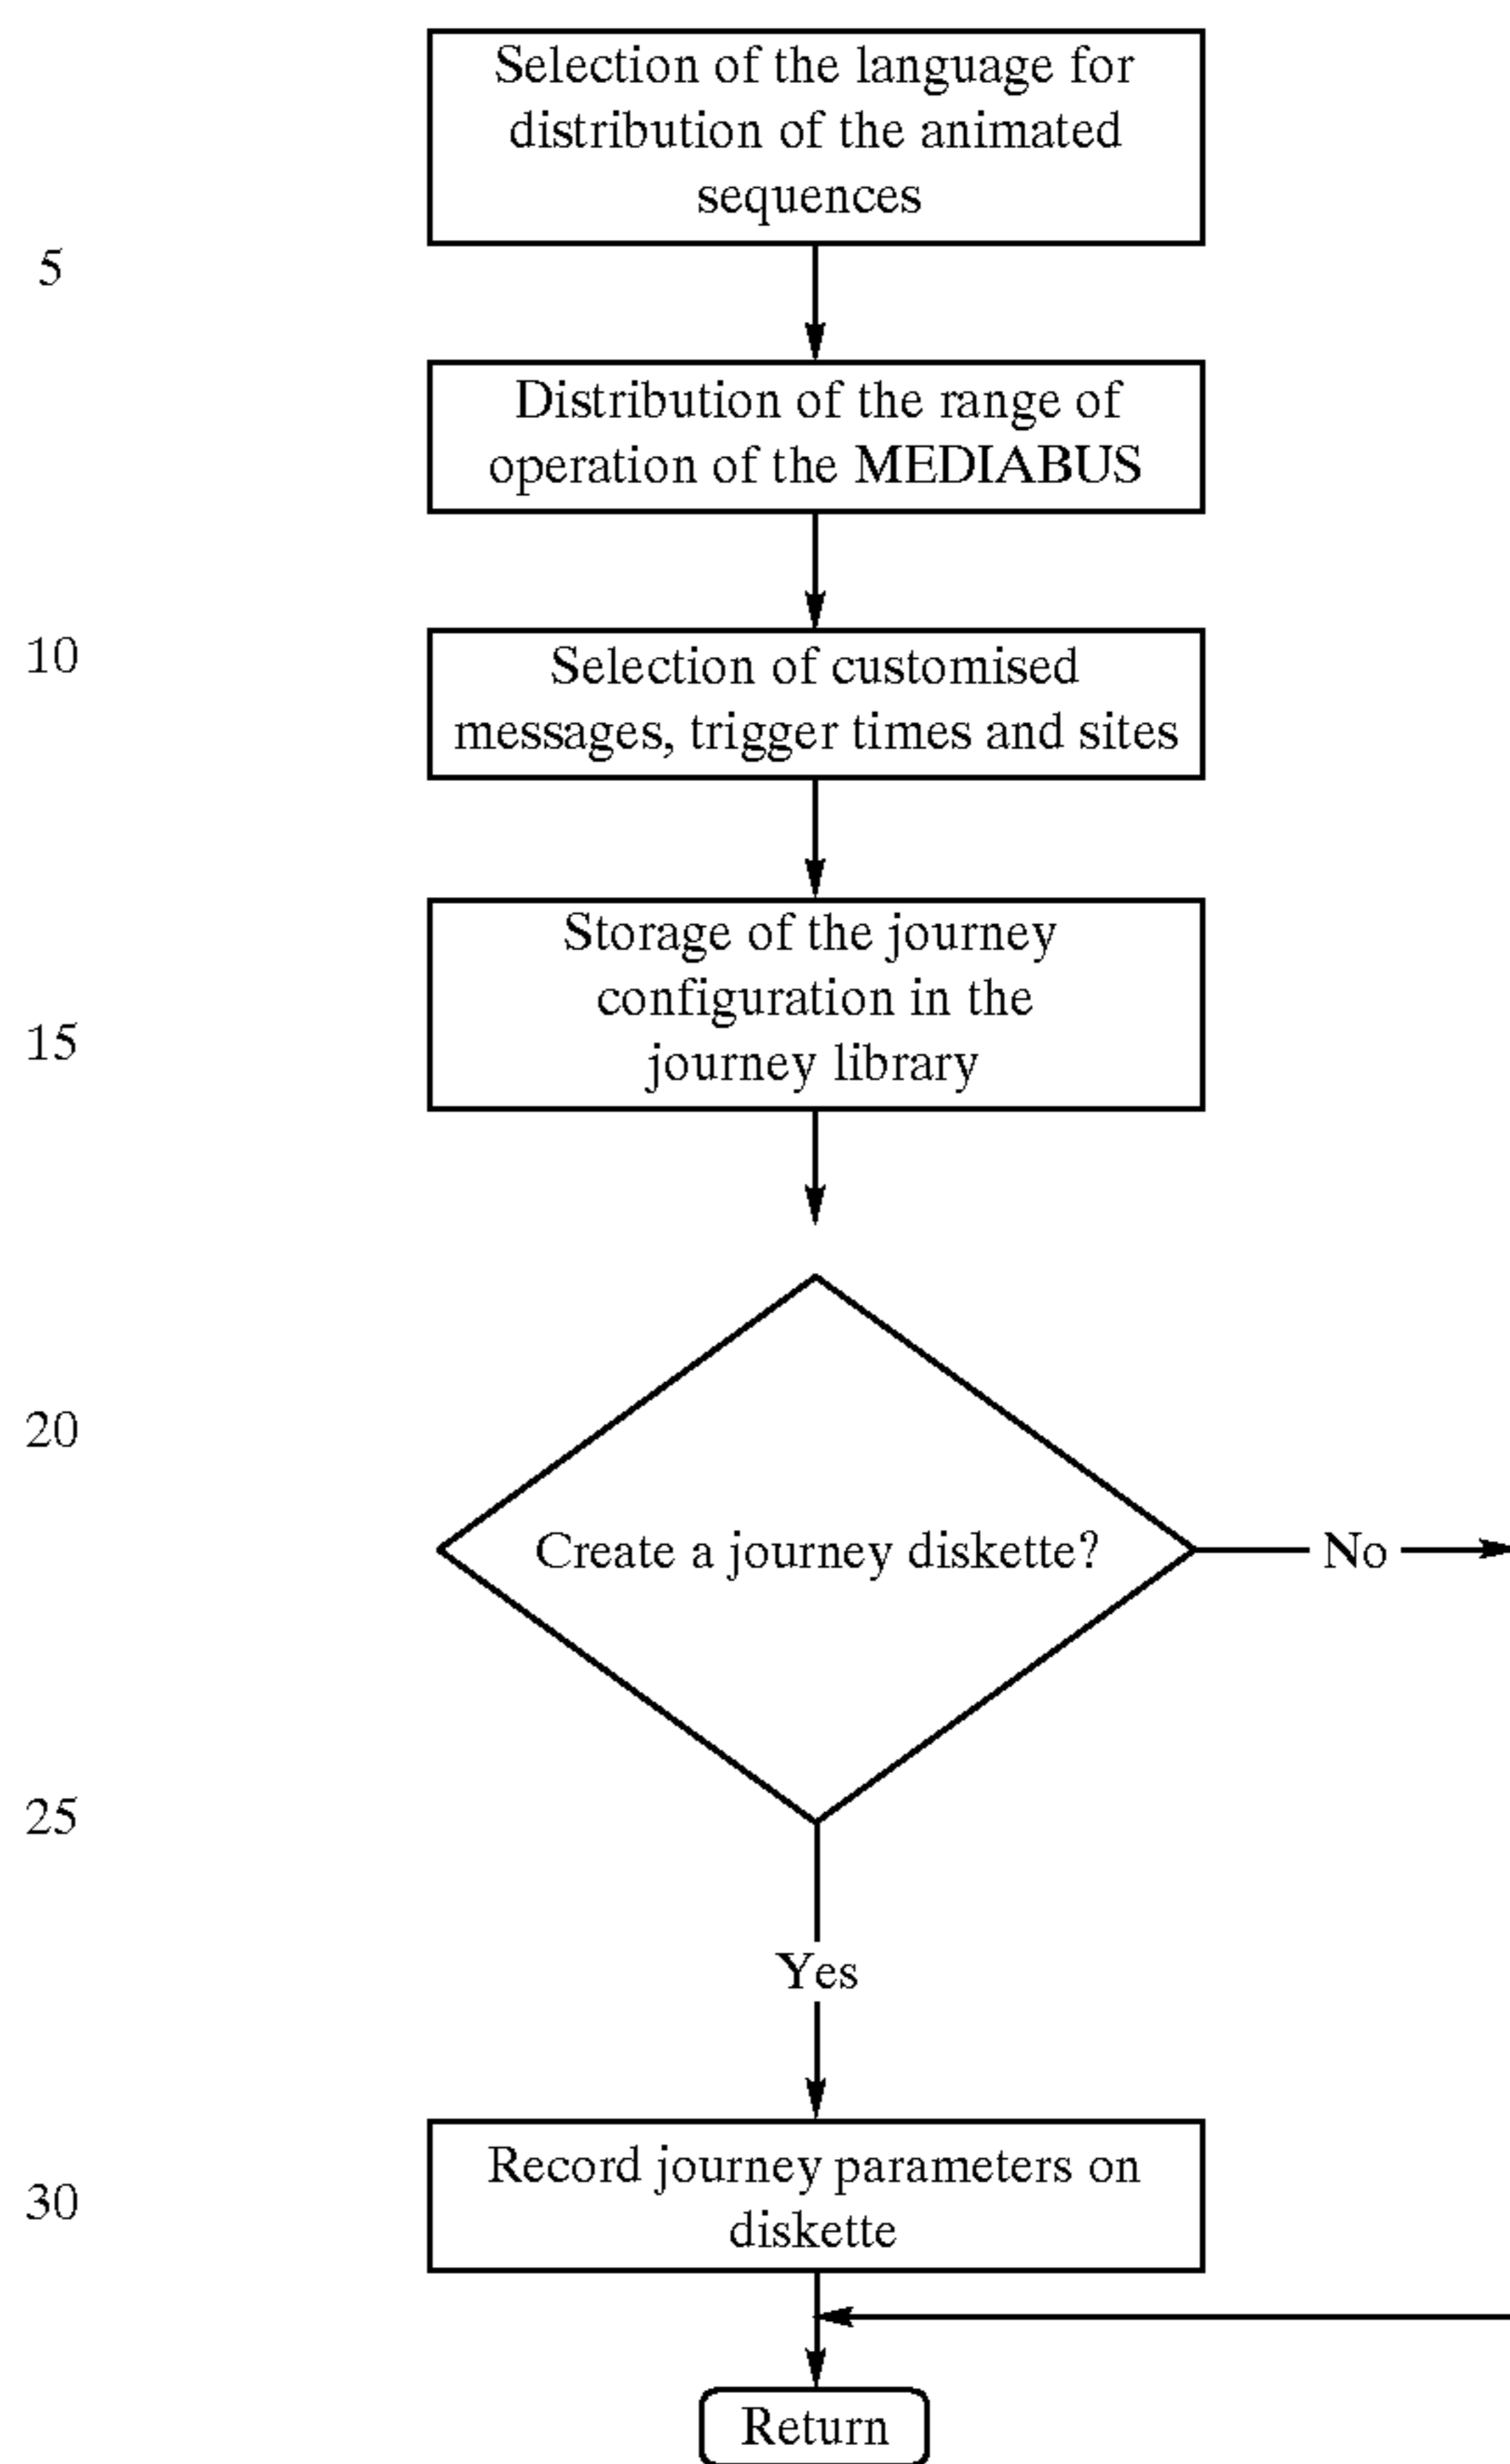 Selection of the language for
distribution of the animated
sequences
5
Distribution of the range of
operation of the MEDIABUS
10
Selection of customised
messages, trigger times and sites
Storage of the journey
configuration in the
15
journey library
20
Create a journey diskette?
No
25
Yes
Record journey parameters on
30
diskette
Return